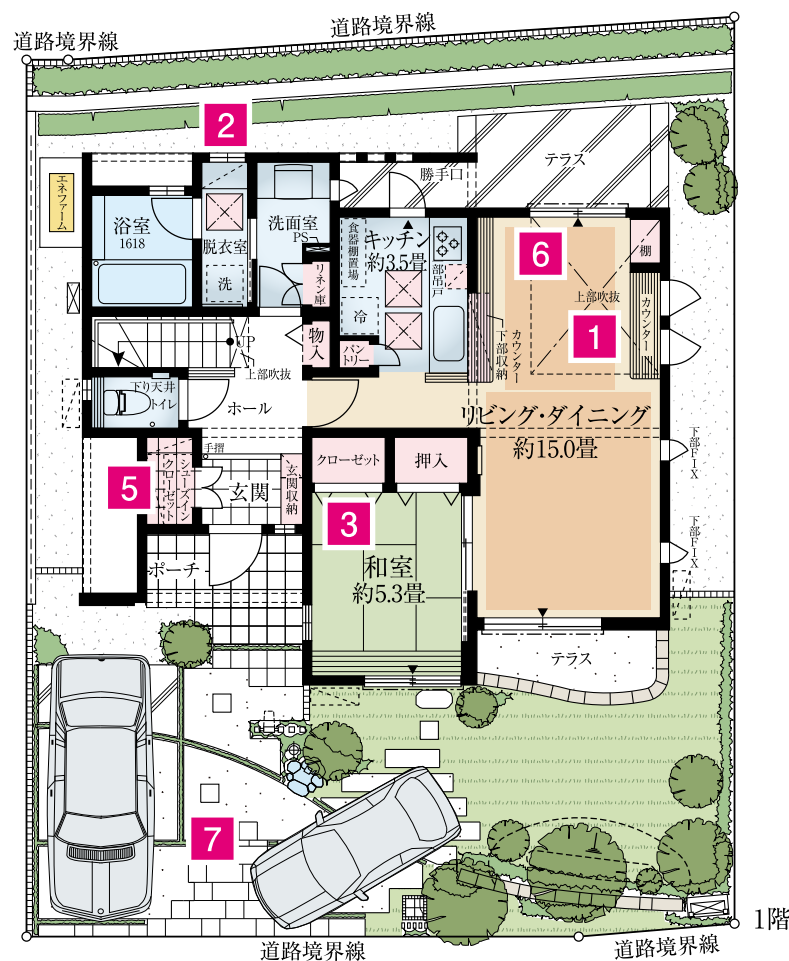 道路境界線
道路境界線
2
エネファーム
浴室
1618
脱衣室
洗
洗面室
PS
リネン庫
勝手口
テラス
食器棚置場
キッチン
約3.5畳
吊戸部
冷
パントリー
カウンター
下部収納
6
棚
上部吹抜
1
カウンター
UP
上部吹抜
物入
下り天井
トイレ
ホール
リビング・ダイニング
約15.0畳
下部FIX
下部FIX
5
シューズイン
クローゼット
手摺
玄関
玄関収納
クローゼット
押入
3
和室
約5.3畳
ポーチ
テラス
7
1階
道路境界線
道路境界線